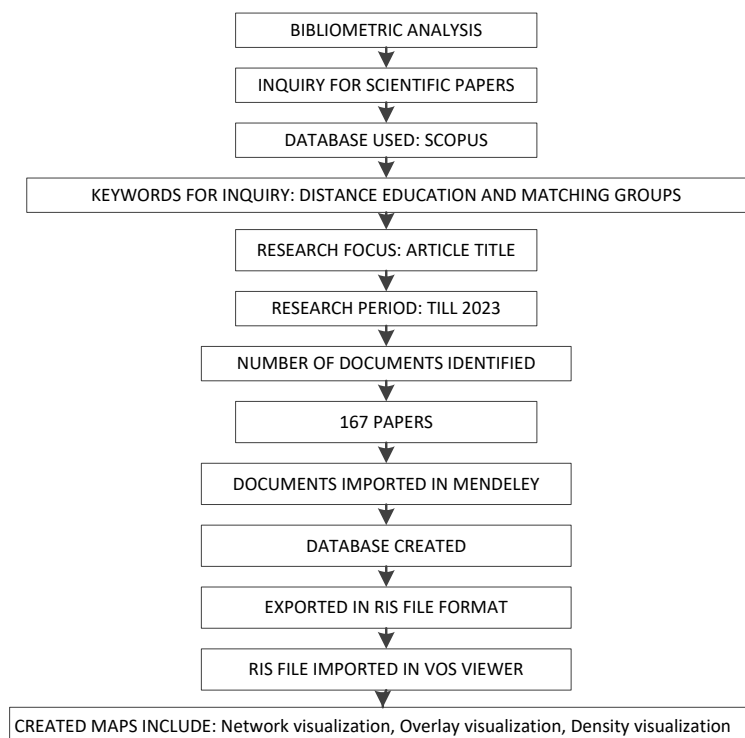 BIBLIOMETRIC ANALYSIS
INQUIRY FOR SCIENTIFIC PAPERS
DATABASE USED: SCOPUS
KEYWORDS FOR INQUIRY: DISTANCE EDUCATION AND MATCHING GROUPS
RESEARCH FOCUS: ARTICLE TITLE
RESEARCH PERIOD: TILL 2023
NUMBER OF DOCUMENTS IDENTIFIED
167 PAPERS
DOCUMENTS IMPORTED IN MENDELEY
DATABASE CREATED
EXPORTED IN RIS FILE FORMAT
RIS FILE IMPORTED IN VOS VIEWER
CREATED MAPS INCLUDE: Network visualization, Overlay visualization, Density visualization